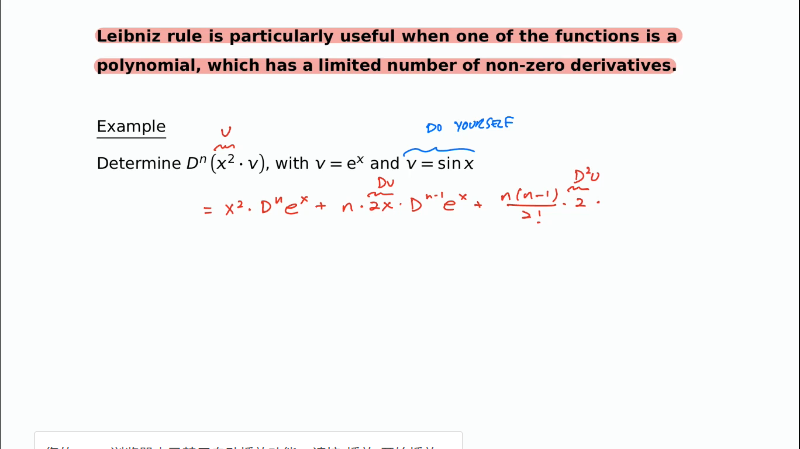 Leibniz rule is particularly useful when one of the functions is a
polynomial, which has a limited number of non-zero derivatives.
Example
U
DO YOURSELF
Determine Dⁿ(x² · v), with v = eˣ and v = sin x
DU
D²U
= x² · Dⁿeˣ + n · 2x · Dⁿ⁻¹eˣ + n(n-1)/2! · 2 ·